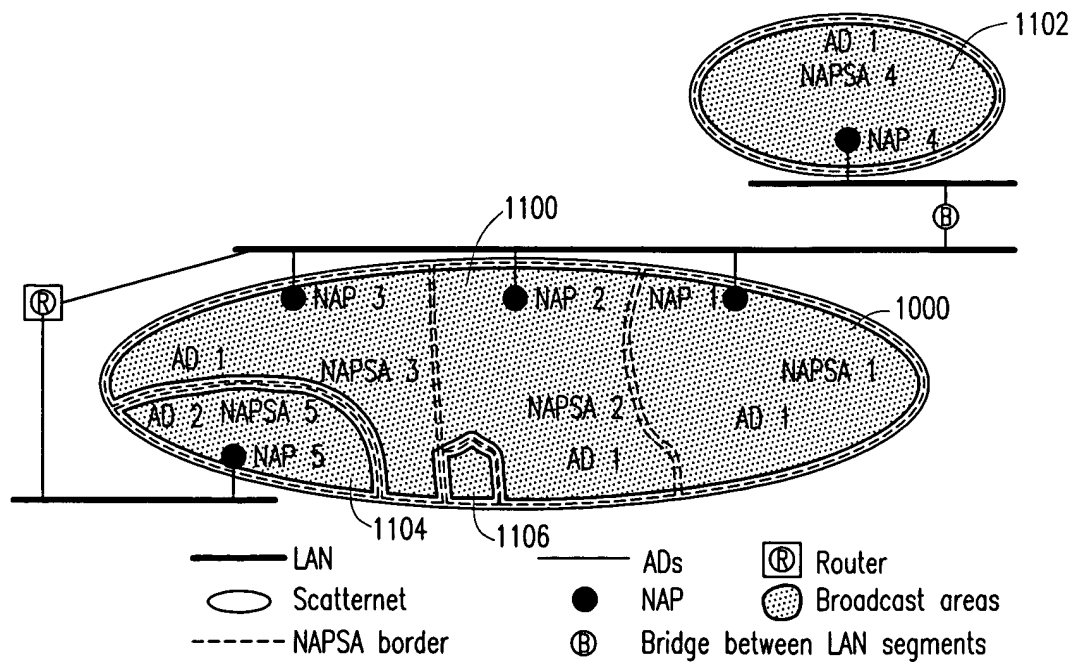 1102
AD 1
NAPSA 4
NAP 4
B
1100
R
NAP 3
NAP 2
NAP 1
1000
AD 1
NAPSA 3
NAPSA 1
AD 2
NAPSA 5
NAPSA 2
AD 1
NAP 5
AD 1
1104
1106
LAN
ADs
R Router
Scatternet
NAP
Broadcast areas
NAPSA border
B Bridge between LAN segments